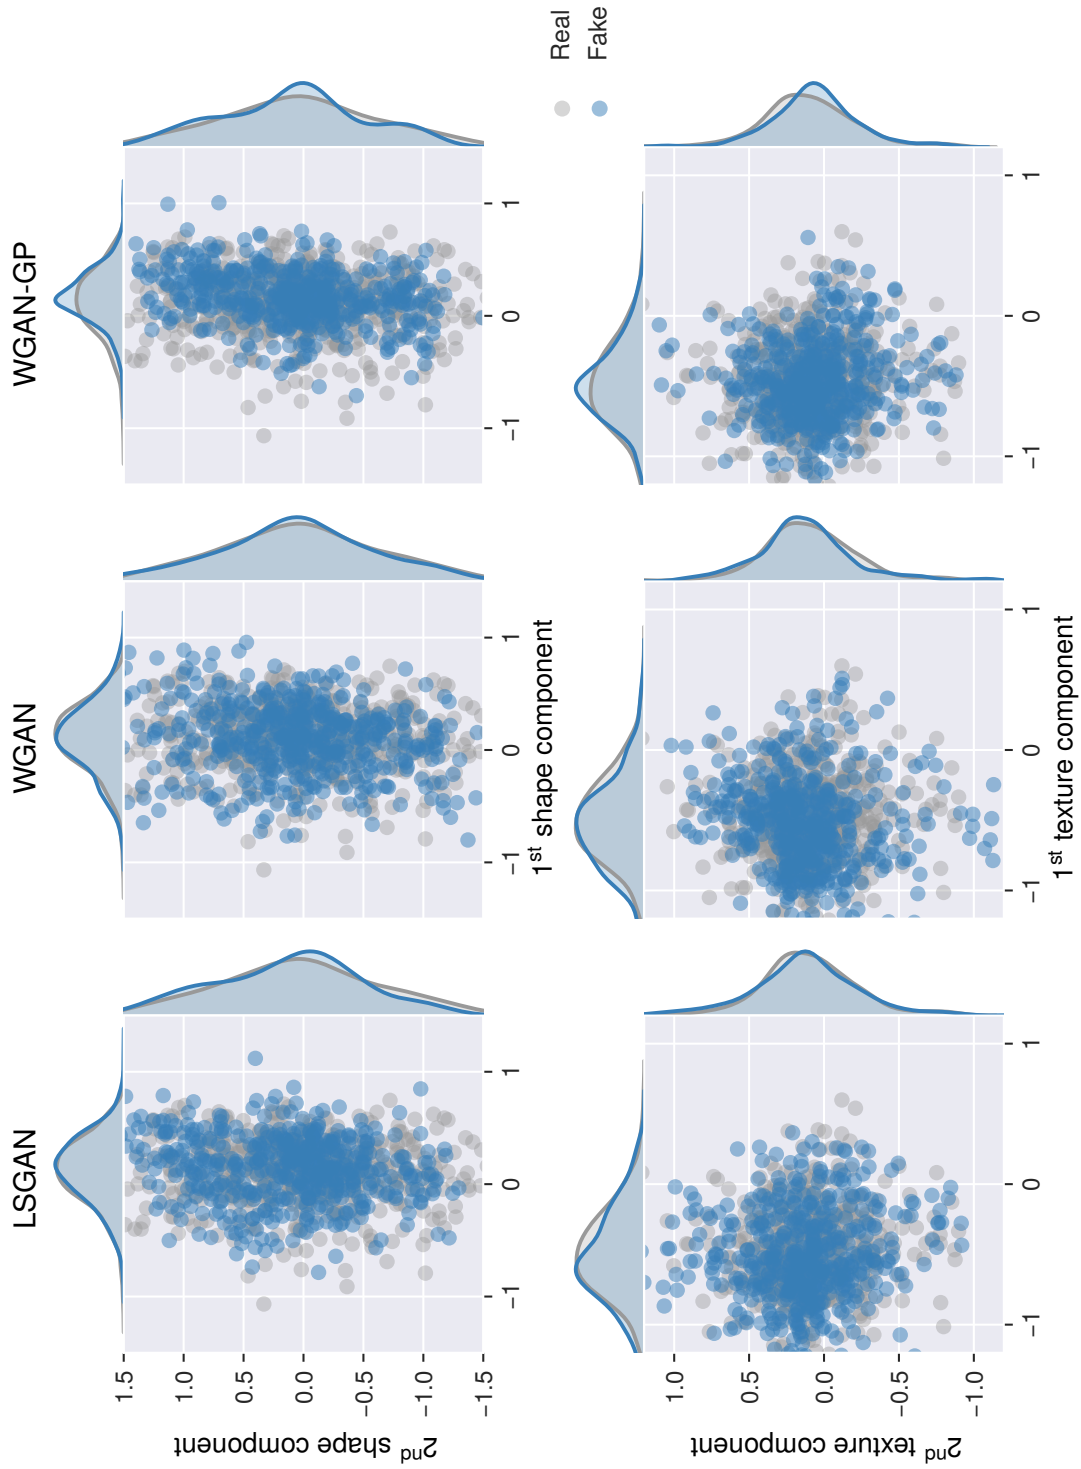 LSGAN
WGAN
WGAN-GP
2nd shape component
1.5
1.0
0.5
0.0
−0.5
−1.0
−1.5
−1 0 1
−1 0 1
−1 0 1
1st shape component
Real
Fake
2nd texture component
1.0
0.5
0.0
−0.5
−1.0
−1 0 1
−1 0 1
−1 0 1
1st texture component